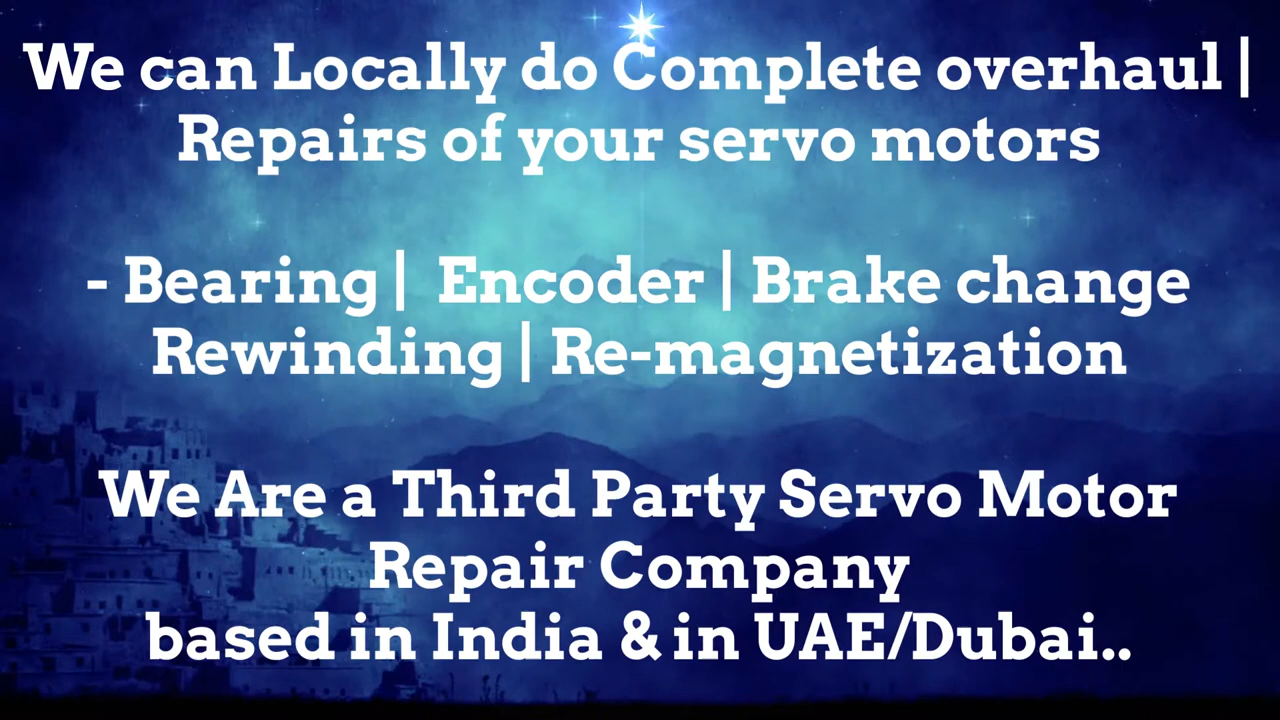 We can Locally do Complete overhaul |
Repairs of your servo motors
- Bearing | Encoder | Brake change
Rewinding | Re-magnetization
We Are a Third Party Servo Motor
Repair Company
based in India & in UAE/Dubai..